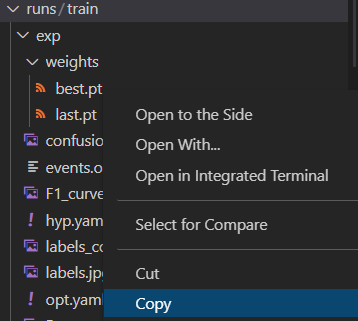 runs/train
exp
weights
best.pt
last.pt
Open to the Side
confusio
Open With...
events.o
Open in Integrated Terminal
F1_curve
hyp.yam
Select for Compare
labels_co
labels.jpg
Cut
opt.yaml
Copy